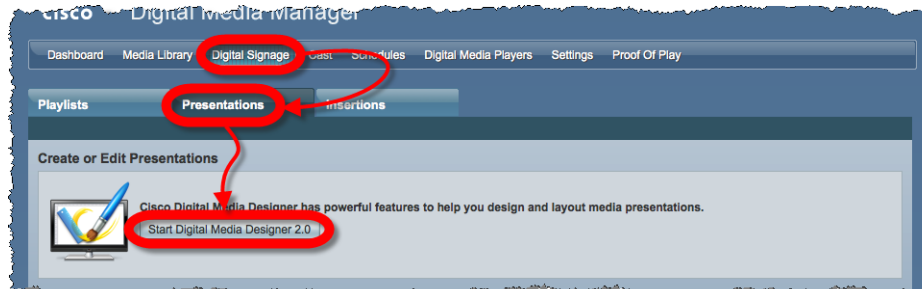 cisco Digital Media Manager
Dashboard Media Library Digital Signage Cast Schedules Digital Media Players Settings Proof Of Play
Playlists Presentations Insertions
Create or Edit Presentations
Cisco Digital Media Designer has powerful features to help you design and layout media presentations.
Start Digital Media Designer 2.0